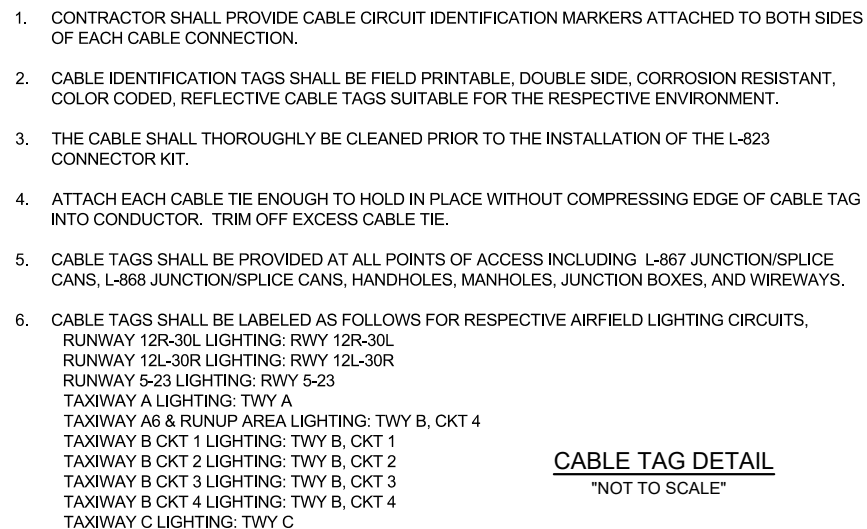 1. CONTRACTOR SHALL PROVIDE CABLE CIRCUIT IDENTIFICATION MARKERS ATTACHED TO BOTH SIDES
OF EACH CABLE CONNECTION.
2. CABLE IDENTIFICATION TAGS SHALL BE FIELD PRINTABLE, DOUBLE SIDE, CORROSION RESISTANT,
COLOR CODED, REFLECTIVE CABLE TAGS SUITABLE FOR THE RESPECTIVE ENVIRONMENT.
3. THE CABLE SHALL THOROUGHLY BE CLEANED PRIOR TO THE INSTALLATION OF THE L-823
CONNECTOR KIT.
4. ATTACH EACH CABLE TIE ENOUGH TO HOLD IN PLACE WITHOUT COMPRESSING EDGE OF CABLE TAG
INTO CONDUCTOR. TRIM OFF EXCESS CABLE TIE.
5. CABLE TAGS SHALL BE PROVIDED AT ALL POINTS OF ACCESS INCLUDING L-867 JUNCTION/SPLICE
CANS, L-868 JUNCTION/SPLICE CANS, HANDHOLES, MANHOLES, JUNCTION BOXES, AND WIREWAYS.
6. CABLE TAGS SHALL BE LABELED AS FOLLOWS FOR RESPECTIVE AIRFIELD LIGHTING CIRCUITS,
RUNWAY 12R-30L LIGHTING: RWY 12R-30L
RUNWAY 12L-30R LIGHTING: RWY 12L-30R
RUNWAY 5-23 LIGHTING: RWY 5-23
TAXIWAY A LIGHTING: TWY A
TAXIWAY A6 & RUNUP AREA LIGHTING: TWY B, CKT 4
TAXIWAY B CKT 1 LIGHTING: TWY B, CKT 1
TAXIWAY B CKT 2 LIGHTING: TWY B, CKT 2
TAXIWAY B CKT 3 LIGHTING: TWY B, CKT 3
TAXIWAY B CKT 4 LIGHTING: TWY B, CKT 4
TAXIWAY C LIGHTING: TWY C
CABLE TAG DETAIL
"NOT TO SCALE"